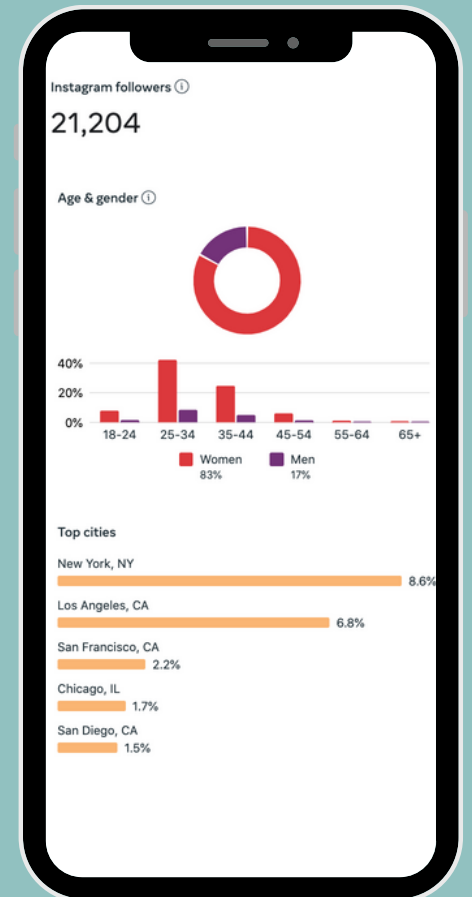 Instagram followers
21,204
Age & gender
40%
20%
0%
18-24 25-34 35-44 45-54 55-64 65+
Women Men
83% 17%
Top cities
New York, NY
8.6%
Los Angeles, CA
6.8%
San Francisco, CA
2.2%
Chicago, IL
1.7%
San Diego, CA
1.5%